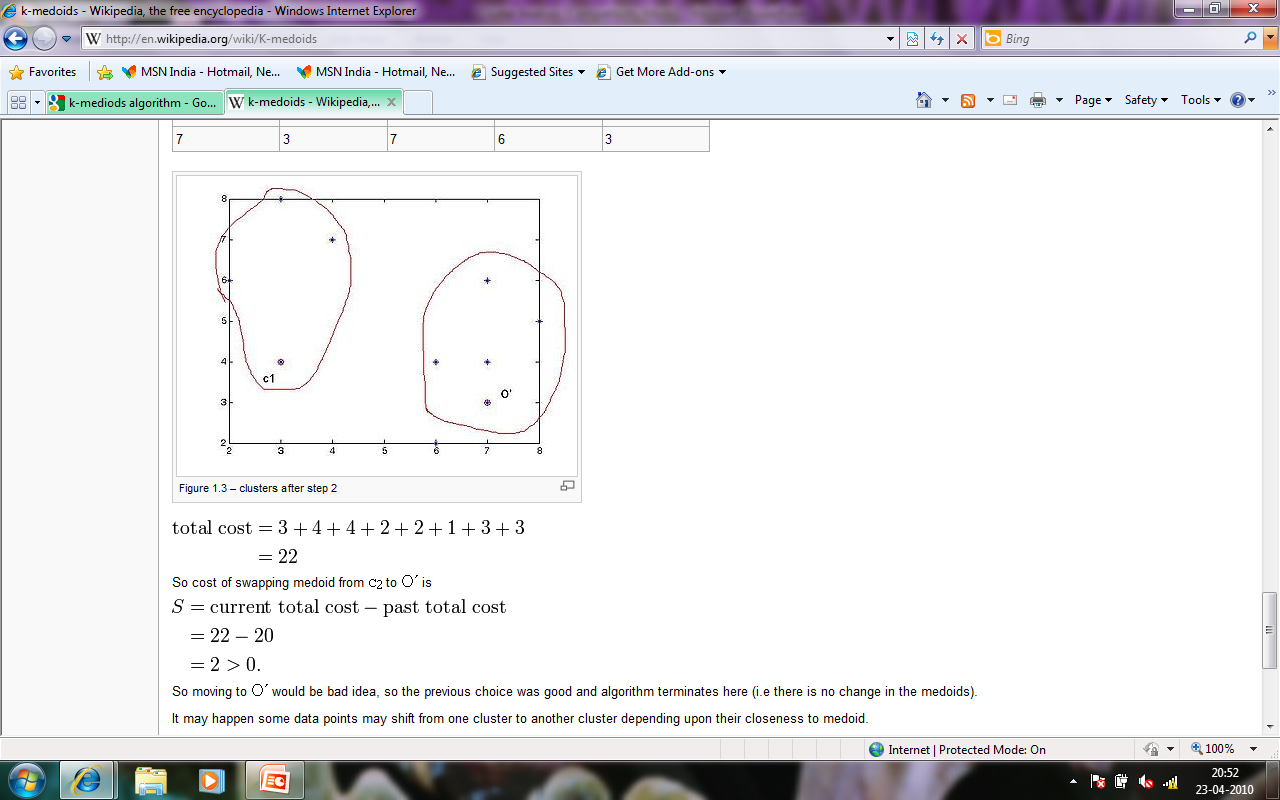 k-medoids - Wikipedia, the free encyclopedia - Windows Internet Explorer
http://en.wikipedia.org/wiki/K-medoids
Bing
Favorites
MSN India - Hotmail, Ne...
MSN India - Hotmail, Ne...
Suggested Sites
Get More Add-ons
k-mediods algorithm - Go...
k-medoids - Wikipedia,...
Page
Safety
Tools
7 3 7 6 3
8
7
6
5
4
3
2
c1
O'
2 3 4 5 6 7 8
Figure 1.3 – clusters after step 2
total cost = 3 + 4 + 4 + 2 + 2 + 1 + 3 + 3
= 22
So cost of swapping medoid from c2 to O′ is
S = current total cost − past total cost
= 22 − 20
= 2 > 0.
So moving to O′ would be bad idea, so the previous choice was good and algorithm terminates here (i.e there is no change in the medoids).
It may happen some data points may shift from one cluster to another cluster depending upon their closeness to medoid.
Internet | Protected Mode: On
100%
20:52
23-04-2010